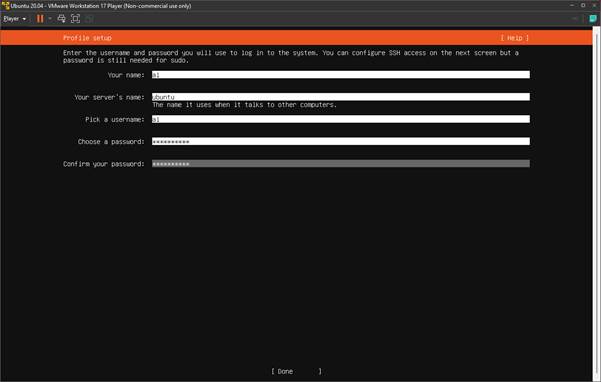 Ubuntu 20.04 - VMware Workstation 17 Player (Non-commercial use only)
Player
Profile setup [ Help ]
Enter the username and password you will use to log in to the system. You can configure SSH access on the next screen but a
password is still needed for sudo.
Your name: al
Your server's name: ubuntu
The name it uses when it talks to other computers.
Pick a username: al
Choose a password: **********
Confirm your password: **********
[ Done ]